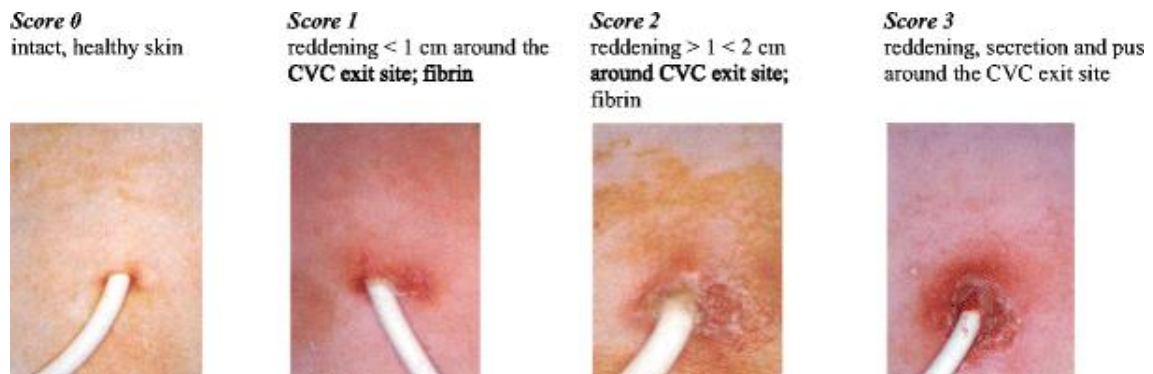 Score 0
intact, healthy skin
Score 1
reddening < 1 cm around the
CVC exit site; fibrin
Score 2
reddening > 1 < 2 cm
around CVC exit site;
fibrin
Score 3
reddening, secretion and pus
around the CVC exit site